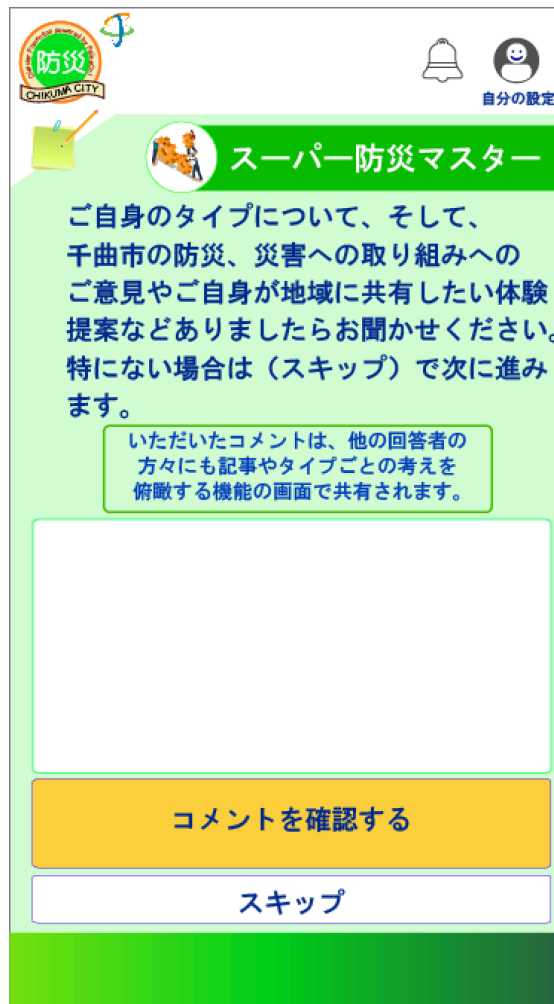 防災
CHIKUMA CITY
自分の設定
スーパー防災マスター
ご自身のタイプについて、そして、
千曲市の防災、災害への取り組みへの
ご意見やご自身が地域に共有したい体験
提案などありましたらお聞かせください。
特にない場合は（スキップ）で次に進み
ます。
いただいたコメントは、他の回答者の
方々にも記事やタイプごとの考えを
俯瞰する機能の画面で共有されます。
コメントを確認する
スキップ